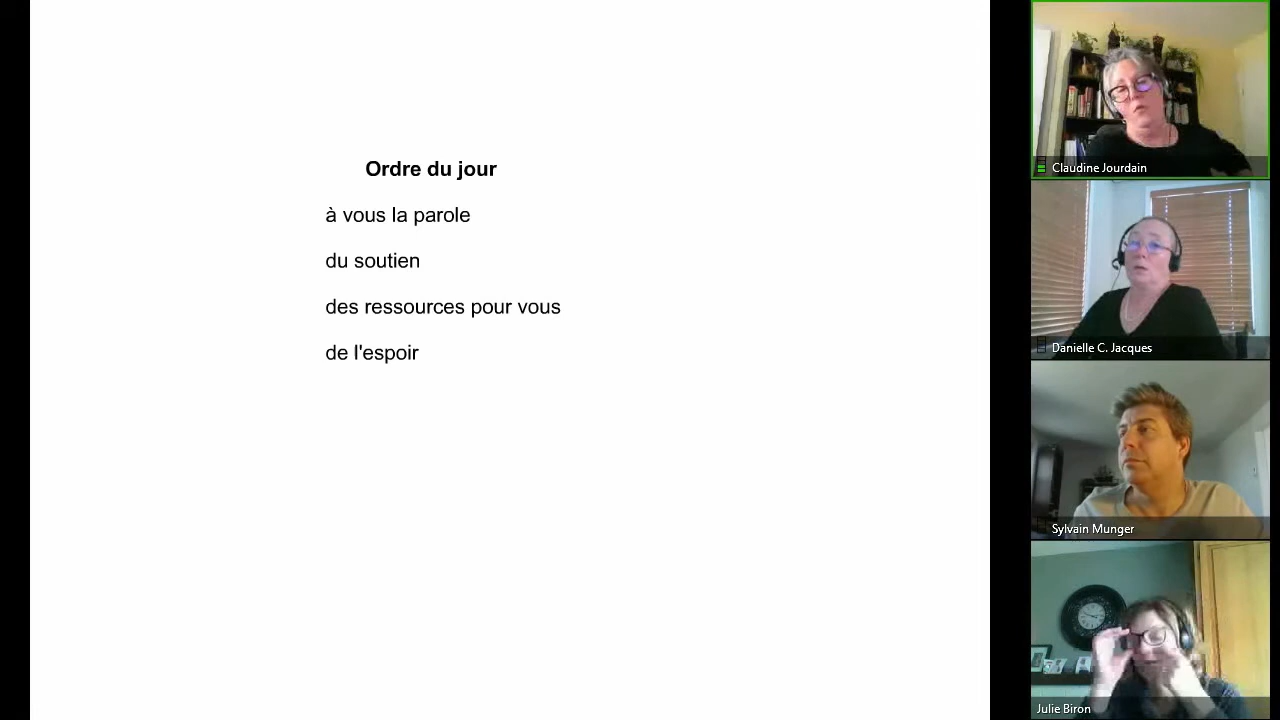 Ordre du jour
à vous la parole
du soutien
des ressources pour vous
de l'espoir
Claudine Jourdain
Danielle C. Jacques
Sylvain Munger
Julie Biron